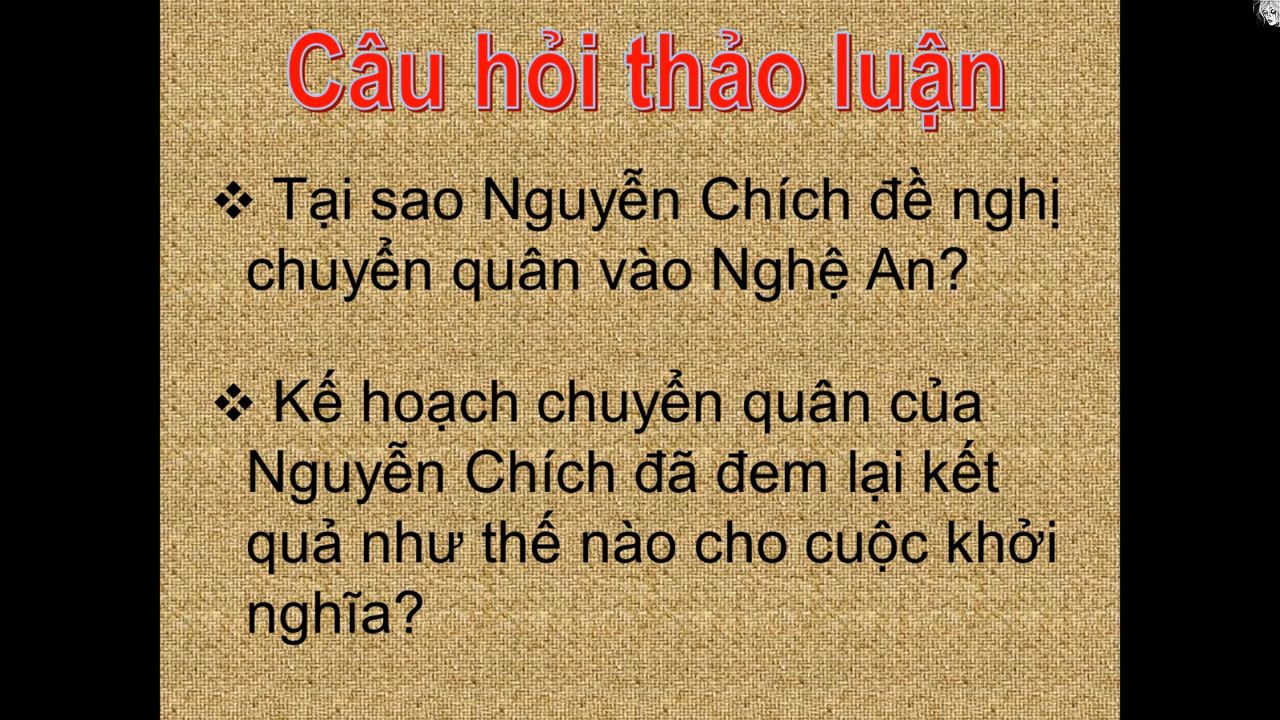 Câu hỏi thảo luận
❖ Tại sao Nguyễn Chích đề nghị
chuyển quân vào Nghệ An?
❖ Kế hoạch chuyển quân của
Nguyễn Chích đã đem lại kết
quả như thế nào cho cuộc khởi
nghĩa?